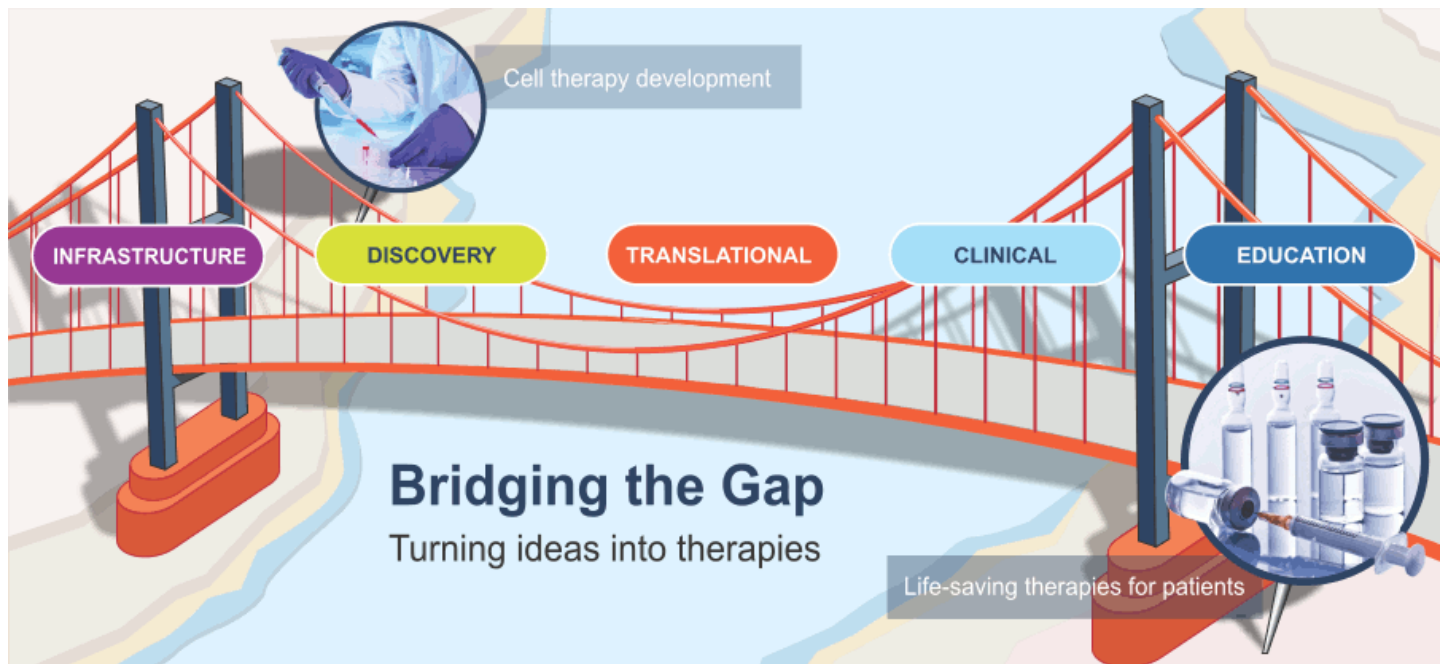 Cell therapy development
INFRASTRUCTURE
DISCOVERY
TRANSLATIONAL
CLINICAL
EDUCATION
Bridging the Gap
Turning ideas into therapies
Life-saving therapies for patients